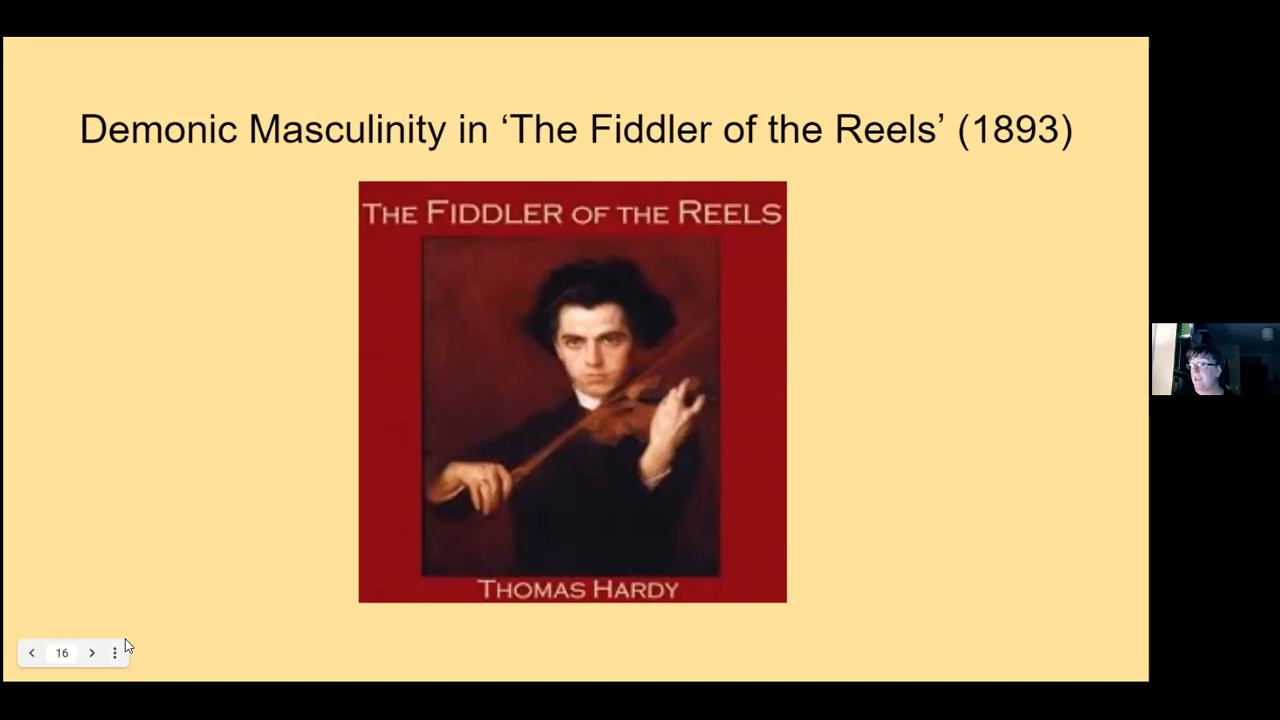 Demonic Masculinity in ‘The Fiddler of the Reels’ (1893)
THE FIDDLER OF THE REELS
THOMAS HARDY
16